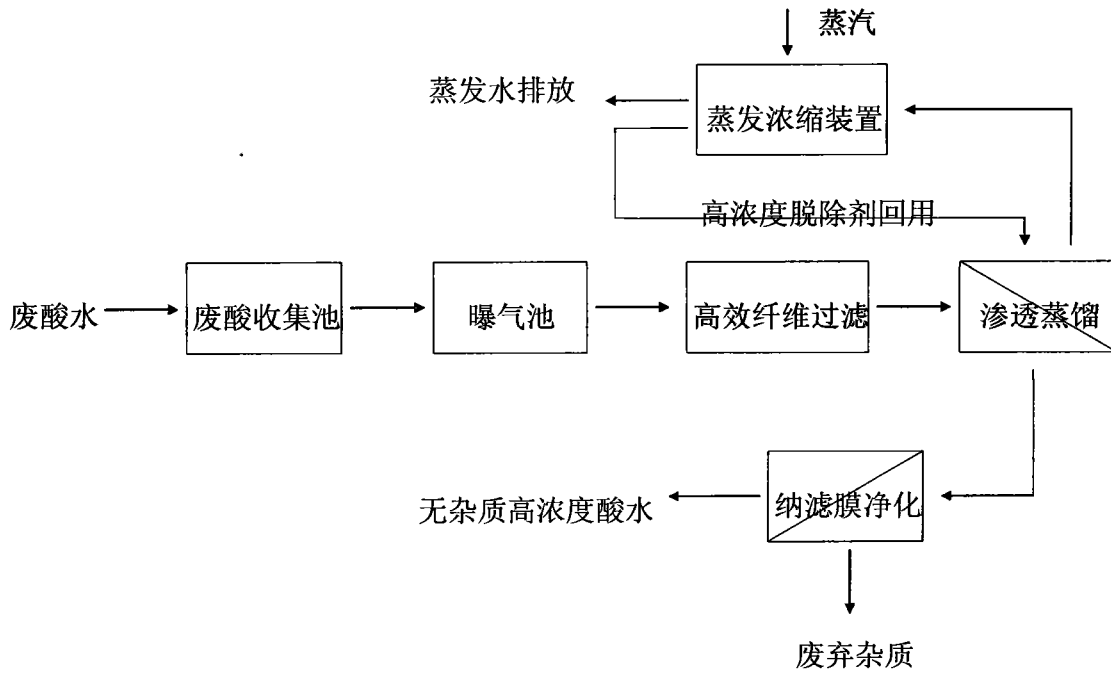 蒸汽
蒸发水排放
蒸发浓缩装置
高浓度脱除剂回用
废酸水
废酸收集池
曝气池
高效纤维过滤
渗透蒸馏
无杂质高浓度酸水
纳滤膜净化
废弃杂质